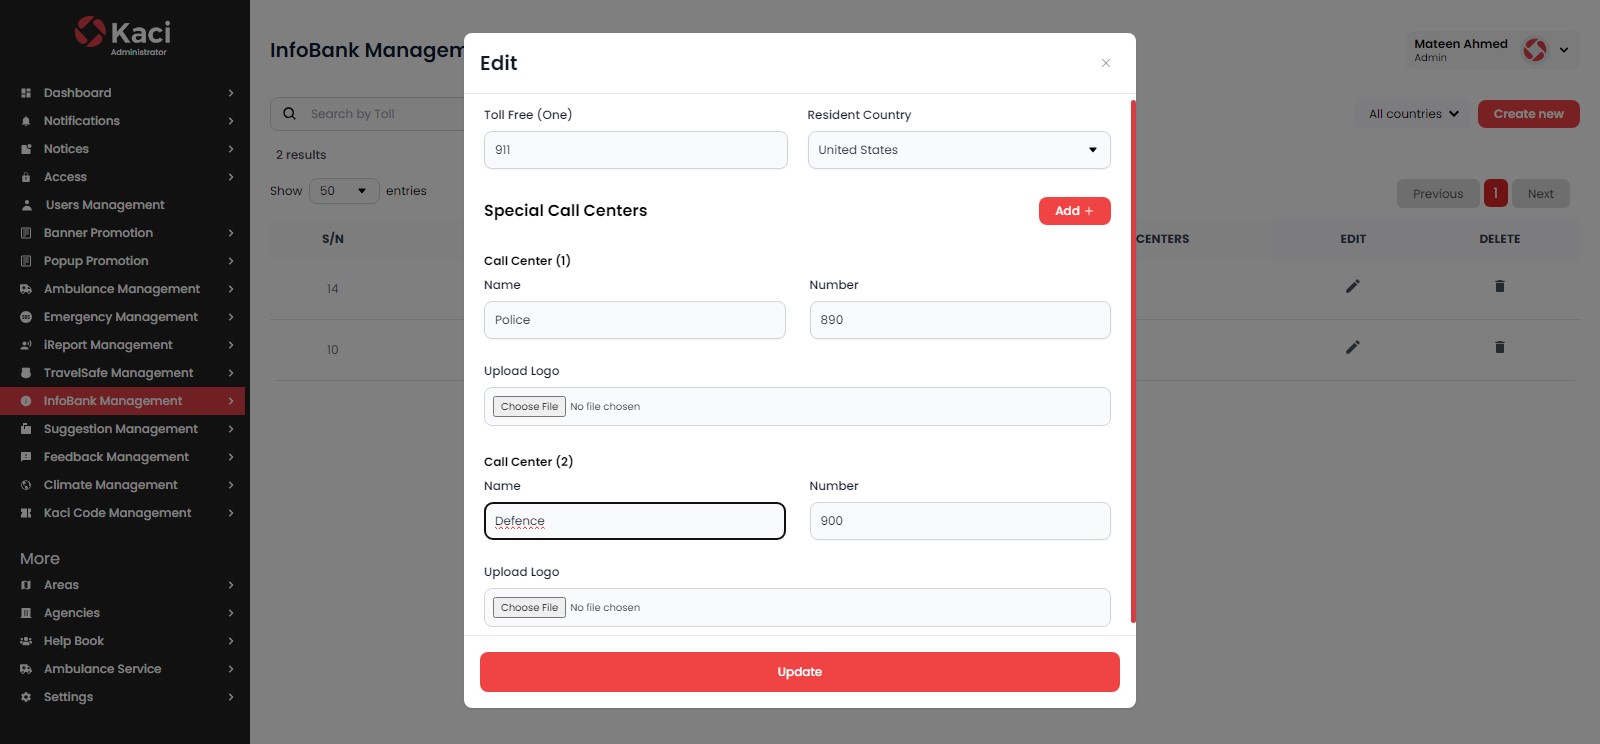 Kaci
Administrator
Dashboard
Notifications
Notices
Access
Users Management
Banner Promotion
Popup Promotion
Ambulance Management
Emergency Management
iReport Management
TravelSafe Management
InfoBank Management
Suggestion Management
Feedback Management
Climate Management
Kaci Code Management
More
Areas
Agencies
Help Book
Ambulance Service
Settings
InfoBank Managem
Mateen Ahmed
Admin
Search by Toll
All countries
Create new
2 results
Show 50 entries
Previous 1 Next
S/N CENTERS EDIT DELETE
14
10
Edit
Toll Free (One) Resident Country
911 United States
Special Call Centers Add +
Call Center (1)
Name Number
Police 890
Upload Logo
Choose File No file chosen
Call Center (2)
Name Number
Defence 900
Upload Logo
Choose File No file chosen
Update